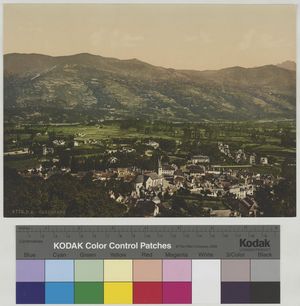 KODAK Color Control Patches
Kodak
Blue Cyan Green Yellow Red Magenta White 3/Color Black